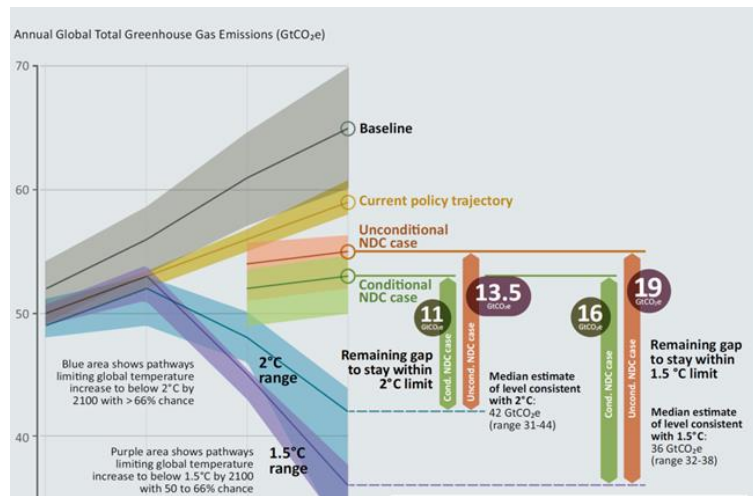 Annual Global Total Greenhouse Gas Emissions (GtCO₂e)
70
60
50
40
Baseline
Current policy trajectory
Unconditional
NDC case
Conditional
NDC case
Blue area shows pathways
limiting global temperature
increase to below 2°C by
2100 with > 66% chance
2°C
range
Purple area shows pathways
limiting global temperature
increase to below 1.5°C by 2100
with 50 to 66% chance
1.5°C
range
11
GtCO₂e
13.5
GtCO₂e
Cond. NDC case
Uncond. NDC case
Remaining gap
to stay within
2°C limit
Median estimate
of level consistent
with 2°C:
42 GtCO₂e
(range 31-44)
16
GtCO₂e
19
GtCO₂e
Cond. NDC case
Uncond. NDC case
Remaining gap
to stay within
1.5 °C limit
Median estimate
of level consistent
with 1.5°C:
36 GtCO₂e
(range 32-38)